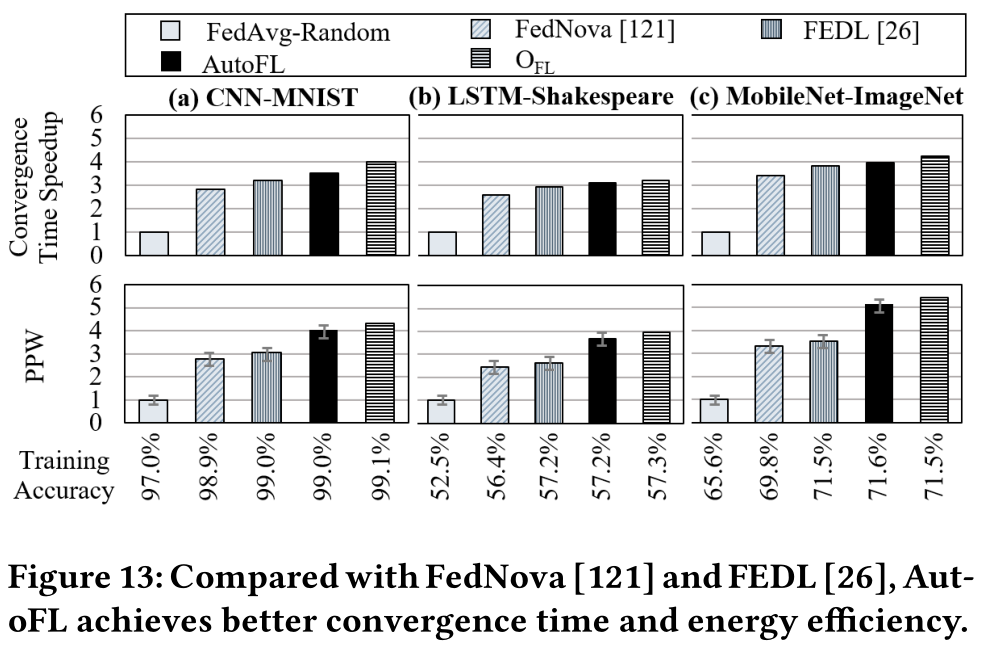 FedAvg-Random FedNova [121] FEDL [26]
AutoFL OFL
(a) CNN-MNIST (b) LSTM-Shakespeare (c) MobileNet-ImageNet
Convergence
Time Speedup
6
5
4
3
2
1
0
PPW
6
5
4
3
2
1
0
Training
Accuracy
97.0% 98.9% 99.0% 99.0% 99.1% 52.5% 56.4% 57.2% 57.2% 57.3% 65.6% 69.8% 71.5% 71.6% 71.5%
Figure 13: Compared with FedNova [121] and FEDL [26], Aut-
oFL achieves better convergence time and energy efficiency.